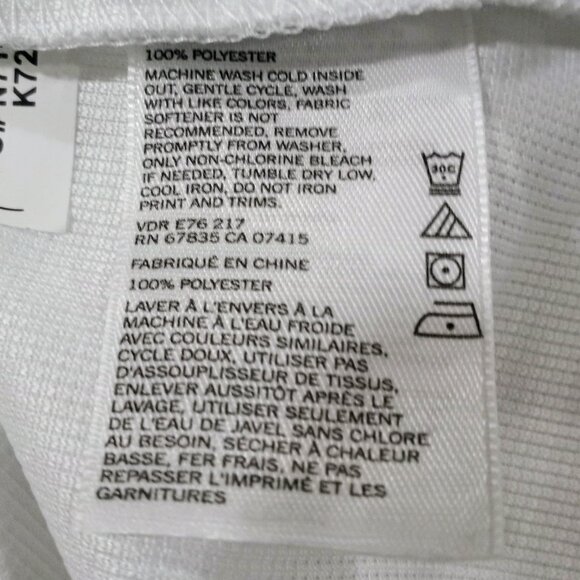 K72
100% POLYESTER
MACHINE WASH COLD INSIDE
OUT, GENTLE CYCLE, WASH
WITH LIKE COLORS, FABRIC
SOFTENER IS NOT
RECOMMENDED, REMOVE
PROMPTLY FROM WASHER,
ONLY NON-CHLORINE BLEACH
IF NEEDED, TUMBLE DRY LOW.
COOL IRON, DO NOT IRON
PRINT AND TRIMS.
VDR E76 217
RN 67835 CA 07415
FABRIQUÉ EN CHINE
100% POLYESTER
LAVER À L'ENVERS À LA
MACHINE À L'EAU FROIDE
AVEC COULEURS SIMILAIRES,
CYCLE DOUX, UTILISER PAS
D'ASSOUPLISSEUR DE TISSUS,
ENLEVER AUSSITÔT APRÈS LE
LAVAGE, UTILISER SEULEMENT
DE L'EAU DE JAVEL SANS CHLORE
AU BESOIN, SÉCHER À CHALEUR
BASSE, FER FRAIS, NE PAS
REPASSER L'IMPRIMÉ ET LES
GARNITURES
30C